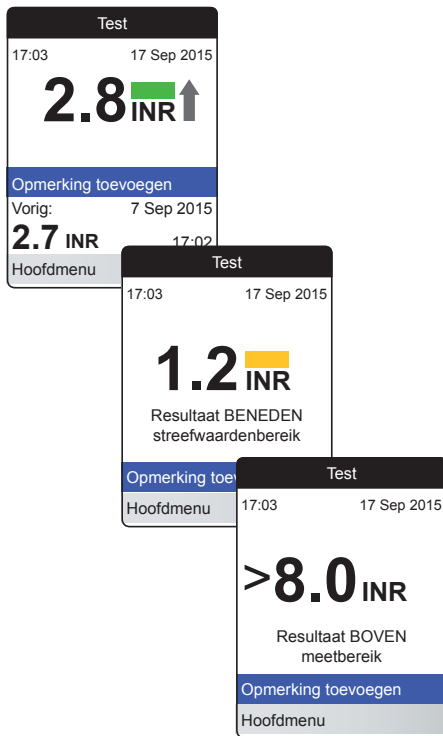 Test
17:03 17 Sep 2015
2.8 INR
Opmerking toevoegen
Vorig: 7 Sep 2015
2.7 INR 17:02
Hoofdmenu
Test
17:03 17 Sep 2015
1.2 INR
Resultaat BENEDEN
streefwaardenbereik
Opmerking toev
Hoofdmenu
Test
17:03 17 Sep 2015
>8.0 INR
Resultaat BOVEN
meetbereik
Opmerking toevoegen
Hoofdmenu